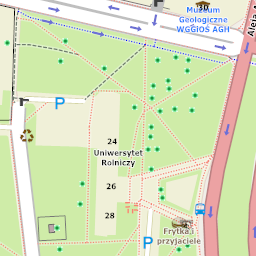 Muzeum
Geologiczne
WGGIOŚ AGH
Aleja A
P
24
Uniwersytet
Rolniczy
26
28
Frytka i
przyjaciele
P